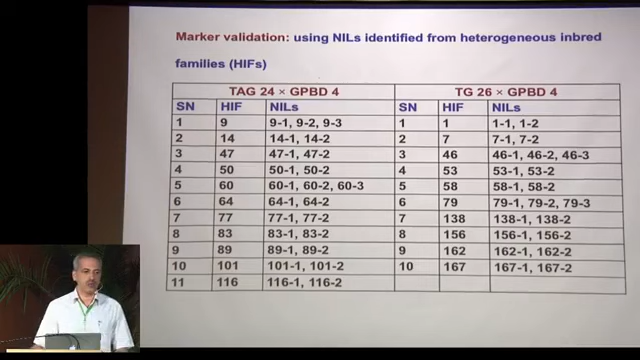 Marker validation: using NILs identified from heterogeneous inbred
families (HIFs)
TAG 24 × GPBD 4 TG 26 × GPBD 4
SN HIF NILs SN HIF NILs
1 9 9-1, 9-2, 9-3 1 1 1-1, 1-2
2 14 14-1, 14-2 2 7 7-1, 7-2
3 47 47-1, 47-2 3 46 46-1, 46-2, 46-3
4 50 50-1, 50-2 4 53 53-1, 53-2
5 60 60-1, 60-2, 60-3 5 58 58-1, 58-2
6 64 64-1, 64-2 6 79 79-1, 79-2, 79-3
7 77 77-1, 77-2 7 138 138-1, 138-2
8 83 83-1, 83-2 8 156 156-1, 156-2
9 89 89-1, 89-2 9 162 162-1, 162-2
10 101 101-1, 101-2 10 167 167-1, 167-2
11 116 116-1, 116-2